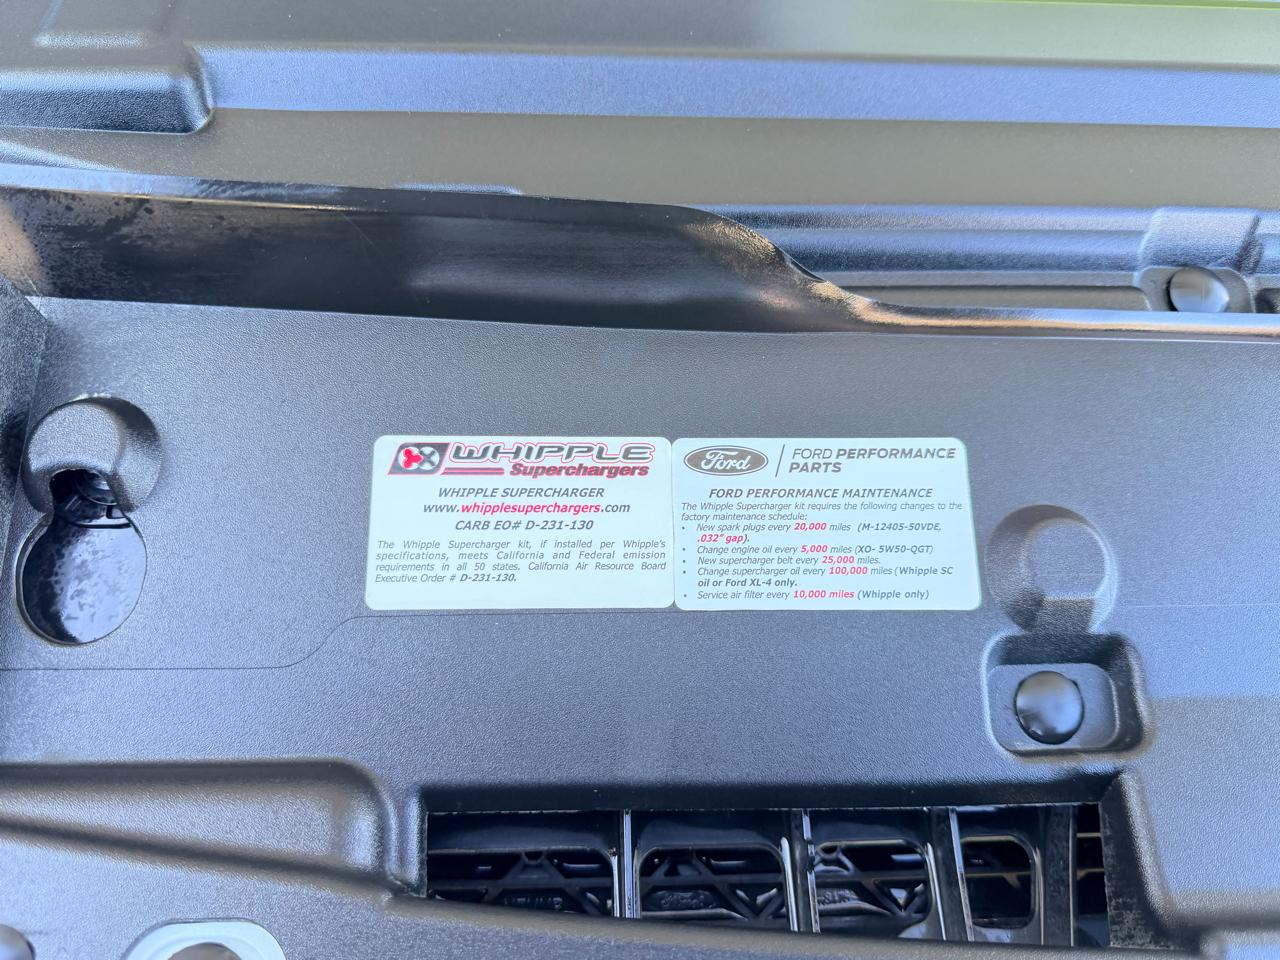 WHIPPLE
Superchargers
WHIPPLE SUPERCHARGER
www.whipplesuperchargers.com
CARB EO# D-231-130
The Whipple Supercharger kit, if installed per Whipple's
specifications, meets California and Federal emission
requirements in all 50 states. California Air Resource Board
Executive Order # D-231-130.
Ford
FORD PERFORMANCE
PARTS
FORD PERFORMANCE MAINTENANCE
The Whipple Supercharger kit requires the following changes to the
factory maintenance schedule:
• New spark plugs every 20,000 miles (M-12405-50VDE,
.032" gap).
• Change engine oil every 5,000 miles (XO- 5W50-QGT)
• New supercharger belt every 25,000 miles.
• Change supercharger oil every 100,000 miles (Whipple SC
oil or Ford XL-4 only.
• Service air filter every 10,000 miles (Whipple only)